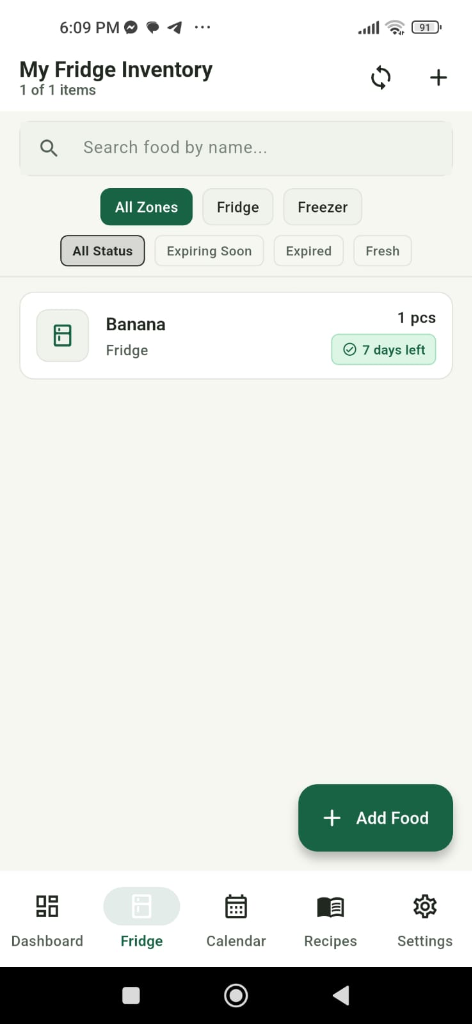 6:09 PM
91
My Fridge Inventory
1 of 1 items
Search food by name...
All Zones Fridge Freezer
All Status Expiring Soon Expired Fresh
Banana 1 pcs
Fridge 7 days left
Add Food
Dashboard Fridge Calendar Recipes Settings